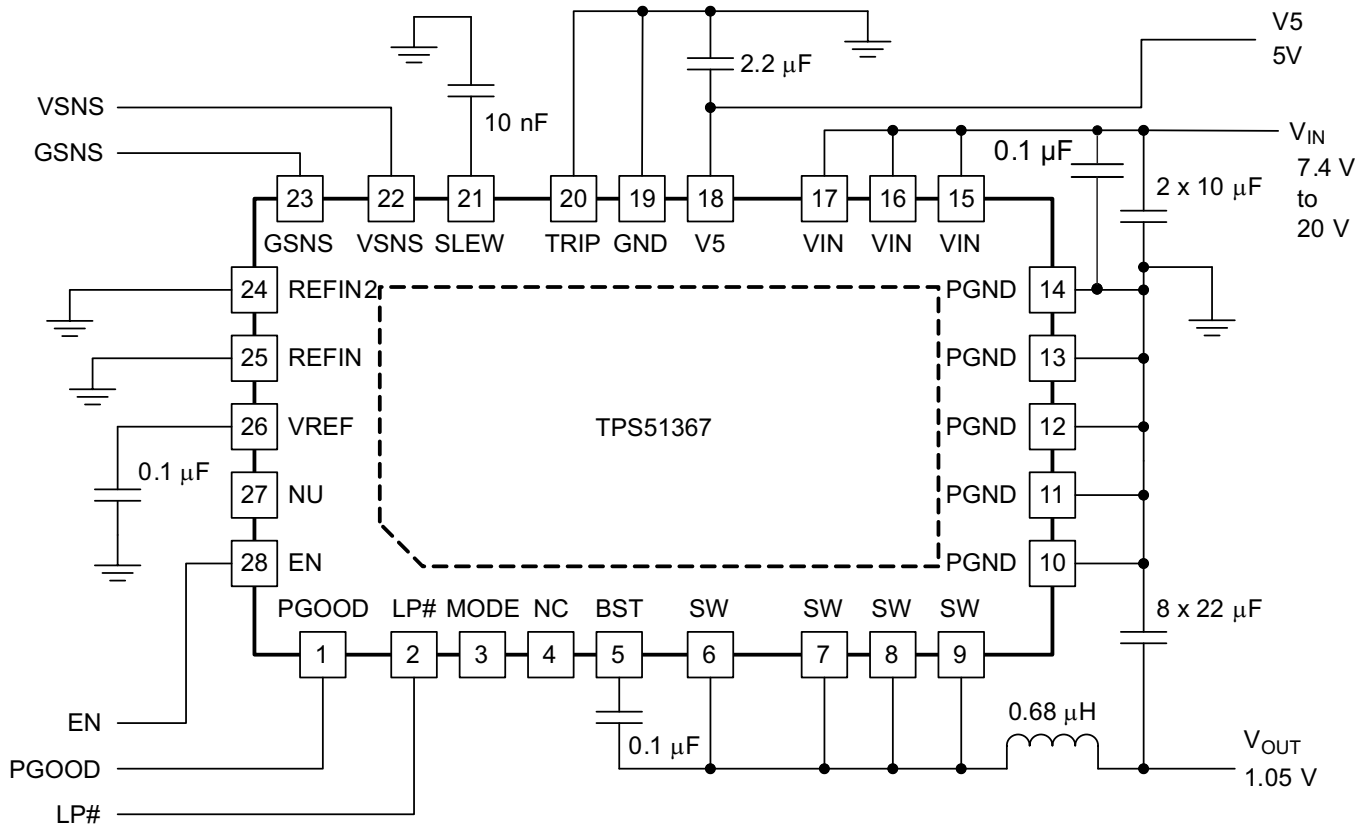 V5
5V
2.2 μF
VSNS
10 nF
GSNS
0.1 μF
VIN
7.4 V
to
20 V
2 x 10 μF
23 22 21 20 19 18 17 16 15
GSNS VSNS SLEW TRIP GND V5 VIN VIN VIN
24 REFIN2 PGND 14
25 REFIN PGND 13
26 VREF TPS51367 PGND 12
0.1 μF
27 NU PGND 11
28 EN PGND 10
PGOOD LP# MODE NC BST SW SW SW SW
8 x 22 μF
1 2 3 4 5 6 7 8 9
EN
0.1 μF
0.68 μH
PGOOD
VOUT
1.05 V
LP#